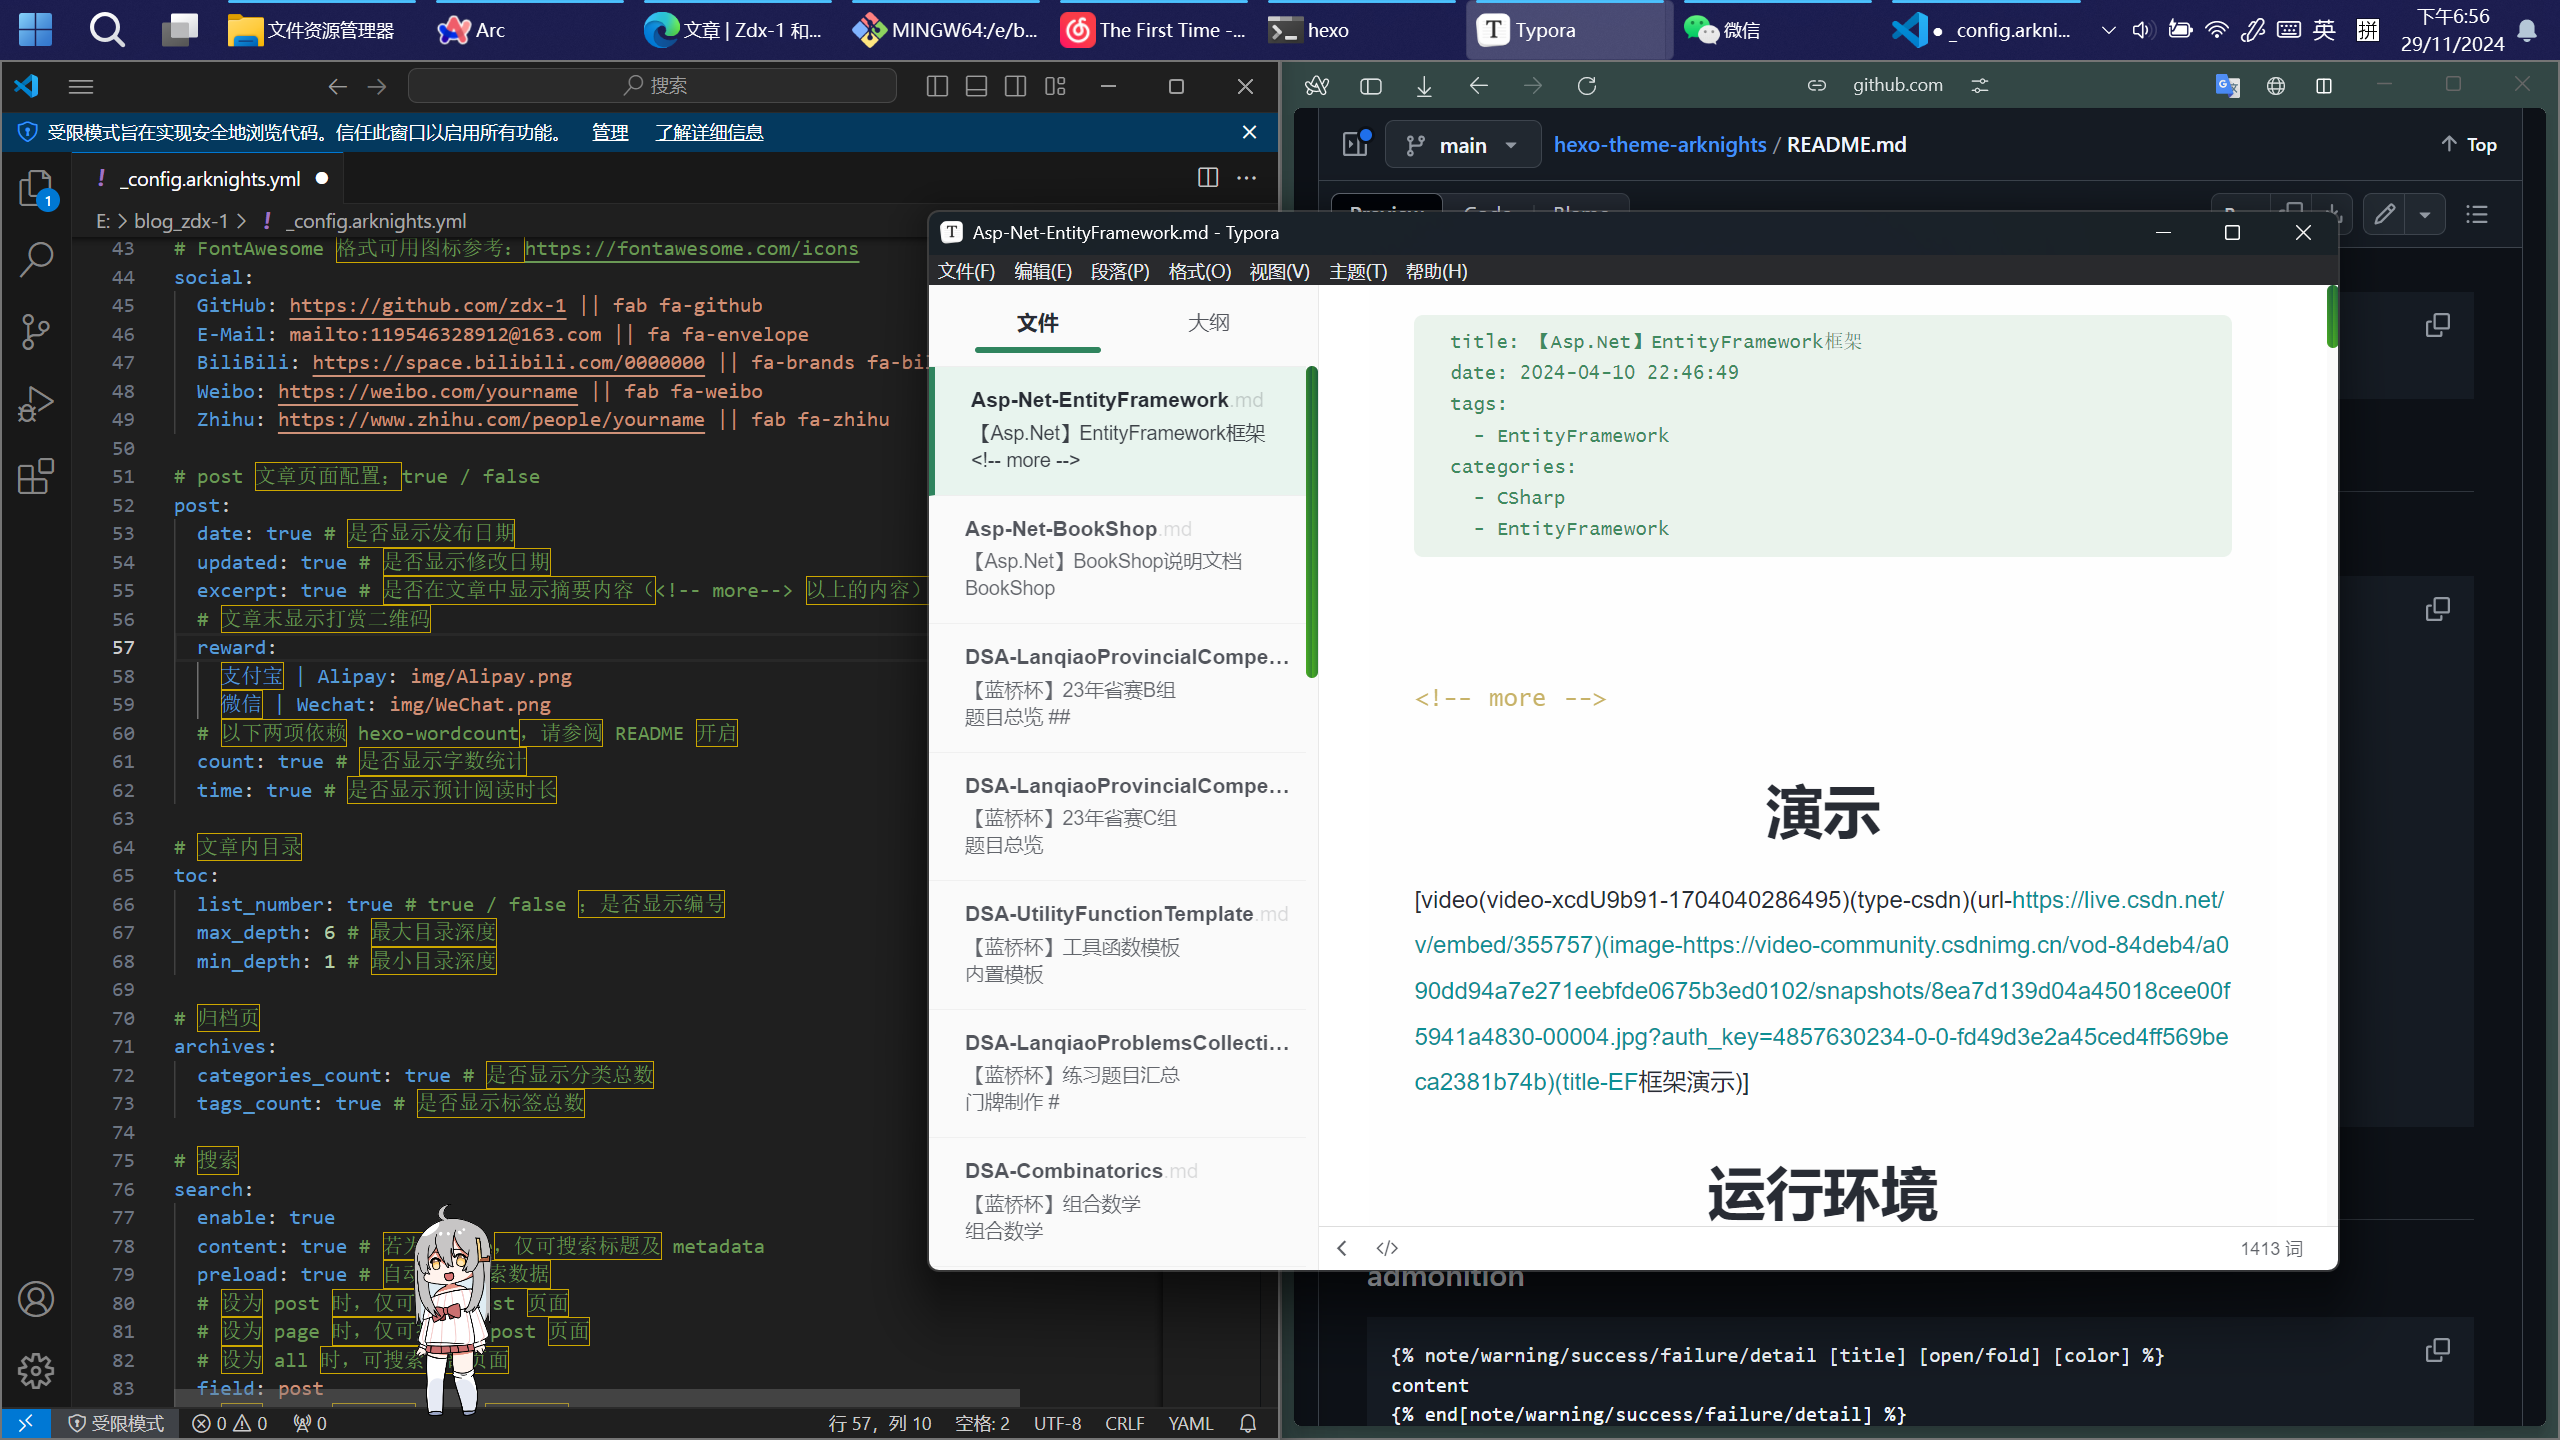 文件资源管理器
Arc
文章 | Zdx-1 和...
MINGW64:/e/b...
The First Time -...
hexo
Typora
微信
● _config.arkni...
英
拼
下午6:56
29/11/2024
搜索
受限模式旨在实现安全地浏览代码。信任此窗口以启用所有功能。 管理 了解详细信息
! _config.arknights.yml ●
1
E: > blog_zdx-1 > ! _config.arknights.yml
43 # FontAwesome 格式可用图标参考：https://fontawesome.com/icons
44 social:
45 GitHub: https://github.com/zdx-1 || fab fa-github
46 E-Mail: mailto:119546328912@163.com || fa fa-envelope
47 BiliBili: https://space.bilibili.com/0000000 || fa-brands fa-bi
48 Weibo: https://weibo.com/yourname || fab fa-weibo
49 Zhihu: https://www.zhihu.com/people/yourname || fab fa-zhihu
50
51 # post 文章页面配置；true / false
52 post:
53 date: true # 是否显示发布日期
54 updated: true # 是否显示修改日期
55 excerpt: true # 是否在文章中显示摘要内容（<!-- more--> 以上的内容）
56 # 文章末显示打赏二维码
57 reward:
58 支付宝 | Alipay: img/Alipay.png
59 微信 | Wechat: img/WeChat.png
60 # 以下两项依赖 hexo-wordcount，请参阅 README 开启
61 count: true # 是否显示字数统计
62 time: true # 是否显示预计阅读时长
63
64 # 文章内目录
65 toc:
66 list_number: true # true / false ；是否显示编号
67 max_depth: 6 # 最大目录深度
68 min_depth: 1 # 最小目录深度
69
70 # 归档页
71 archives:
72 categories_count: true # 是否显示分类总数
73 tags_count: true # 是否显示标签总数
74
75 # 搜索
76 search:
77 enable: true
78 content: true # 若为 ，仅可搜索标题及 metadata
79 preload: true # 自动 索数据
80 # 设为 post 时，仅可 st 页面
81 # 设为 page 时，仅可 post 页面
82 # 设为 all 时，可搜索 页面
83 field: post
受限模式
0 0
0
行 57，列 10
空格: 2
UTF-8
CRLF
YAML
github.com
main
hexo-theme-arknights / README.md
Top
Preview Code Blame
Asp-Net-EntityFramework.md - Typora
文件(F) 编辑(E) 段落(P) 格式(O) 视图(V) 主题(T) 帮助(H)
文件 大纲
Asp-Net-EntityFramework.md
【Asp.Net】EntityFramework框架
<!-- more -->
Asp-Net-BookShop.md
【Asp.Net】BookShop说明文档
BookShop
DSA-LanqiaoProvincialCompe...
【蓝桥杯】23年省赛B组
题目总览 ##
DSA-LanqiaoProvincialCompe...
【蓝桥杯】23年省赛C组
题目总览
DSA-UtilityFunctionTemplate.md
【蓝桥杯】工具函数模板
内置模板
DSA-LanqiaoProblemsCollecti...
【蓝桥杯】练习题目汇总
门牌制作 #
DSA-Combinatorics.md
【蓝桥杯】组合数学
组合数学
title: 【Asp.Net】EntityFramework框架
date: 2024-04-10 22:46:49
tags:
- EntityFramework
categories:
- CSharp
- EntityFramework
<!-- more -->
演示
[video(video-xcdU9b91-1704040286495)(type-csdn)(url-https://live.csdn.net/
v/embed/355757)(image-https://video-community.csdnimg.cn/vod-84deb4/a0
90dd94a7e271eebfde0675b3ed0102/snapshots/8ea7d139d04a45018cee00f
5941a4830-00004.jpg?auth_key=4857630234-0-0-fd49d3e2a45ced4ff569be
ca2381b74b)(title-EF框架演示)]
运行环境
</>
1413 词
admonition
{% note/warning/success/failure/detail [title] [open/fold] [color] %}
content
{% end[note/warning/success/failure/detail] %}